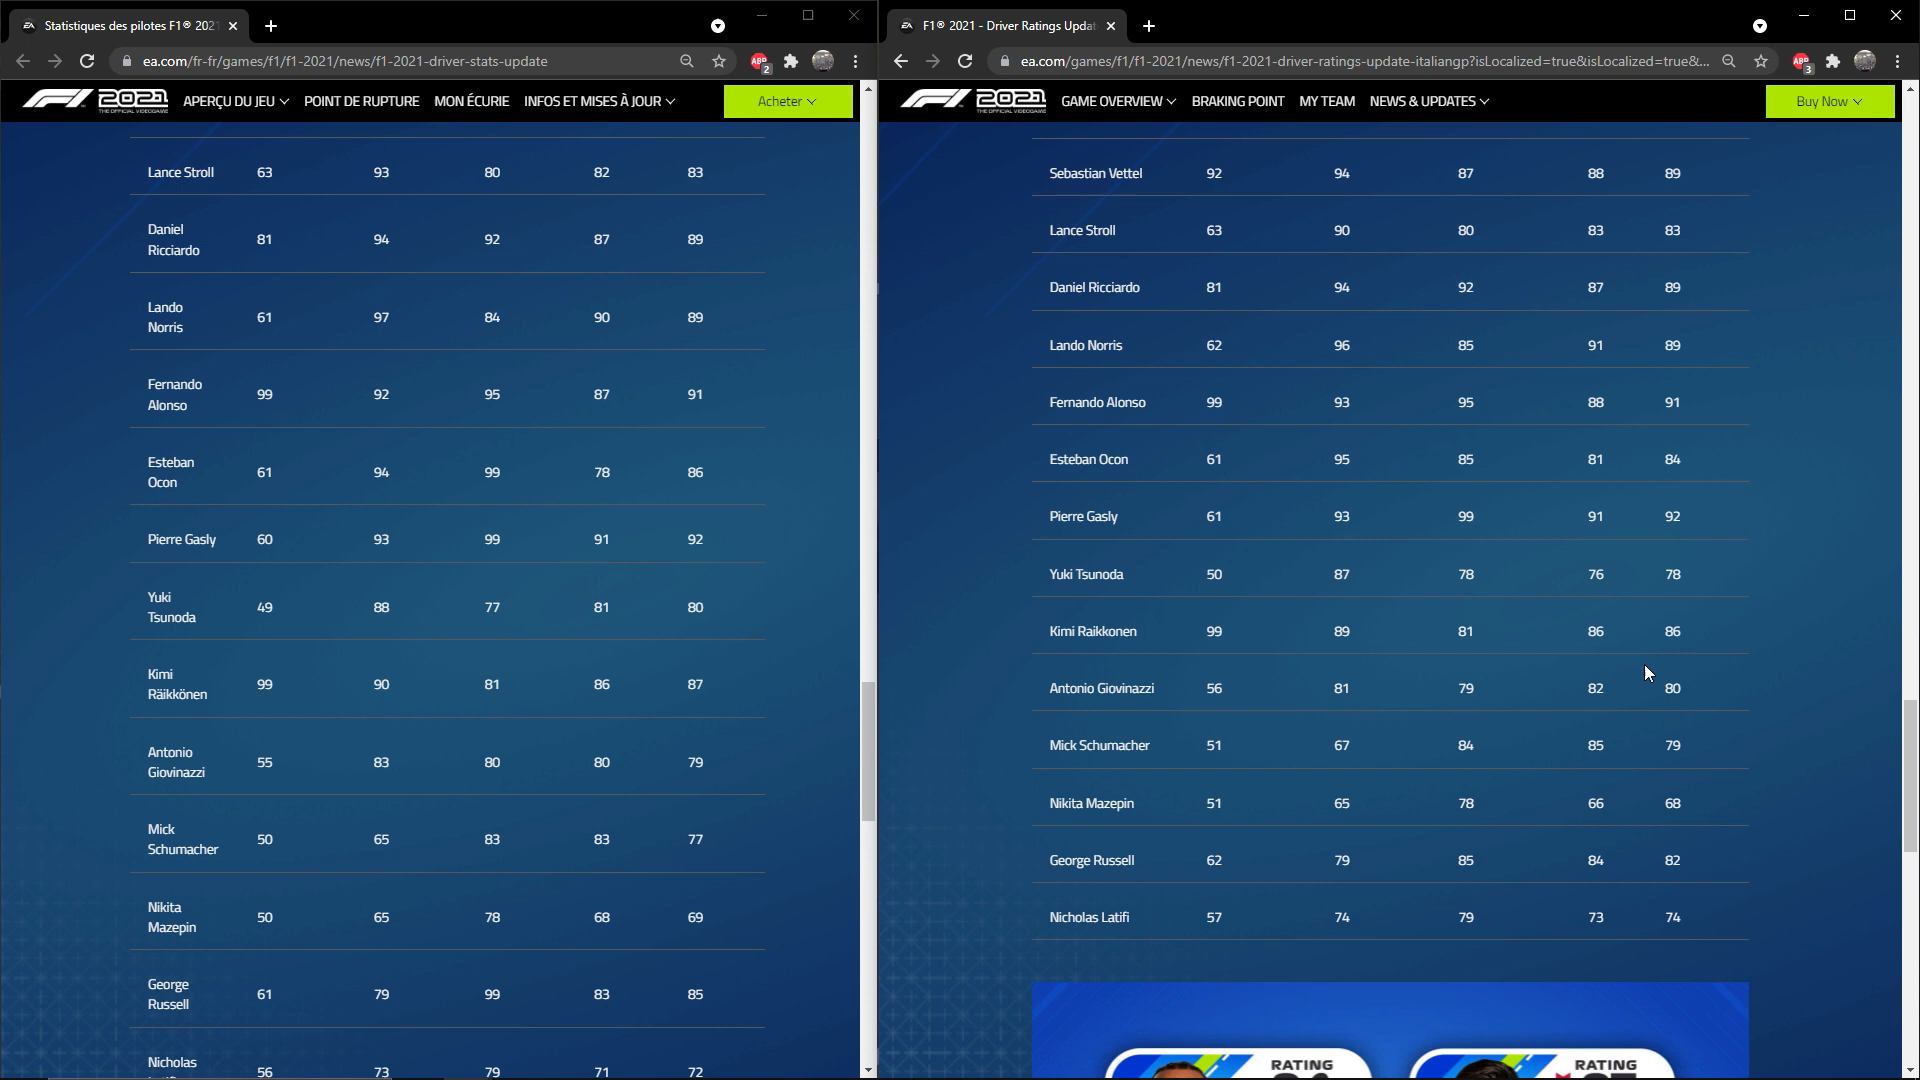 Statistiques des pilotes F1® 2021
ea.com/fr-fr/games/f1/f1-2021/news/f1-2021-driver-stats-update
ABP
2
2021
THE OFFICIAL VIDEOGAME
APERÇU DU JEU
POINT DE RUPTURE
MON ÉCURIE
INFOS ET MISES À JOUR
Acheter
Lance Stroll 63 93 80 82 83
Daniel
Ricciardo
81 94 92 87 89
Lando
Norris
61 97 84 90 89
Fernando
Alonso
99 92 95 87 91
Esteban
Ocon
61 94 99 78 86
Pierre Gasly 60 93 99 91 92
Yuki
Tsunoda
49 88 77 81 80
Kimi
Räikkönen
99 90 81 86 87
Antonio
Giovinazzi
55 83 80 80 79
Mick
Schumacher
50 65 83 83 77
Nikita
Mazepin
50 65 78 68 69
George
Russell
61 79 99 83 85
Nicholas
56 73 79 71 72
F1® 2021 - Driver Ratings Updat
ea.com/games/f1/f1-2021/news/f1-2021-driver-ratings-update-italiangp?isLocalized=true&isLocalized=true&...
ABP
3
2021
THE OFFICIAL VIDEOGAME
GAME OVERVIEW
BRAKING POINT
MY TEAM
NEWS & UPDATES
Buy Now
Sebastian Vettel 92 94 87 88 89
Lance Stroll 63 90 80 83 83
Daniel Ricciardo 81 94 92 87 89
Lando Norris 62 96 85 91 89
Fernando Alonso 99 93 95 88 91
Esteban Ocon 61 95 85 81 84
Pierre Gasly 61 93 99 91 92
Yuki Tsunoda 50 87 78 76 78
Kimi Raikkonen 99 89 81 86 86
Antonio Giovinazzi 56 81 79 82 80
Mick Schumacher 51 67 84 85 79
Nikita Mazepin 51 65 78 66 68
George Russell 62 79 85 84 82
Nicholas Latifi 57 74 79 73 74
RATING
RATING